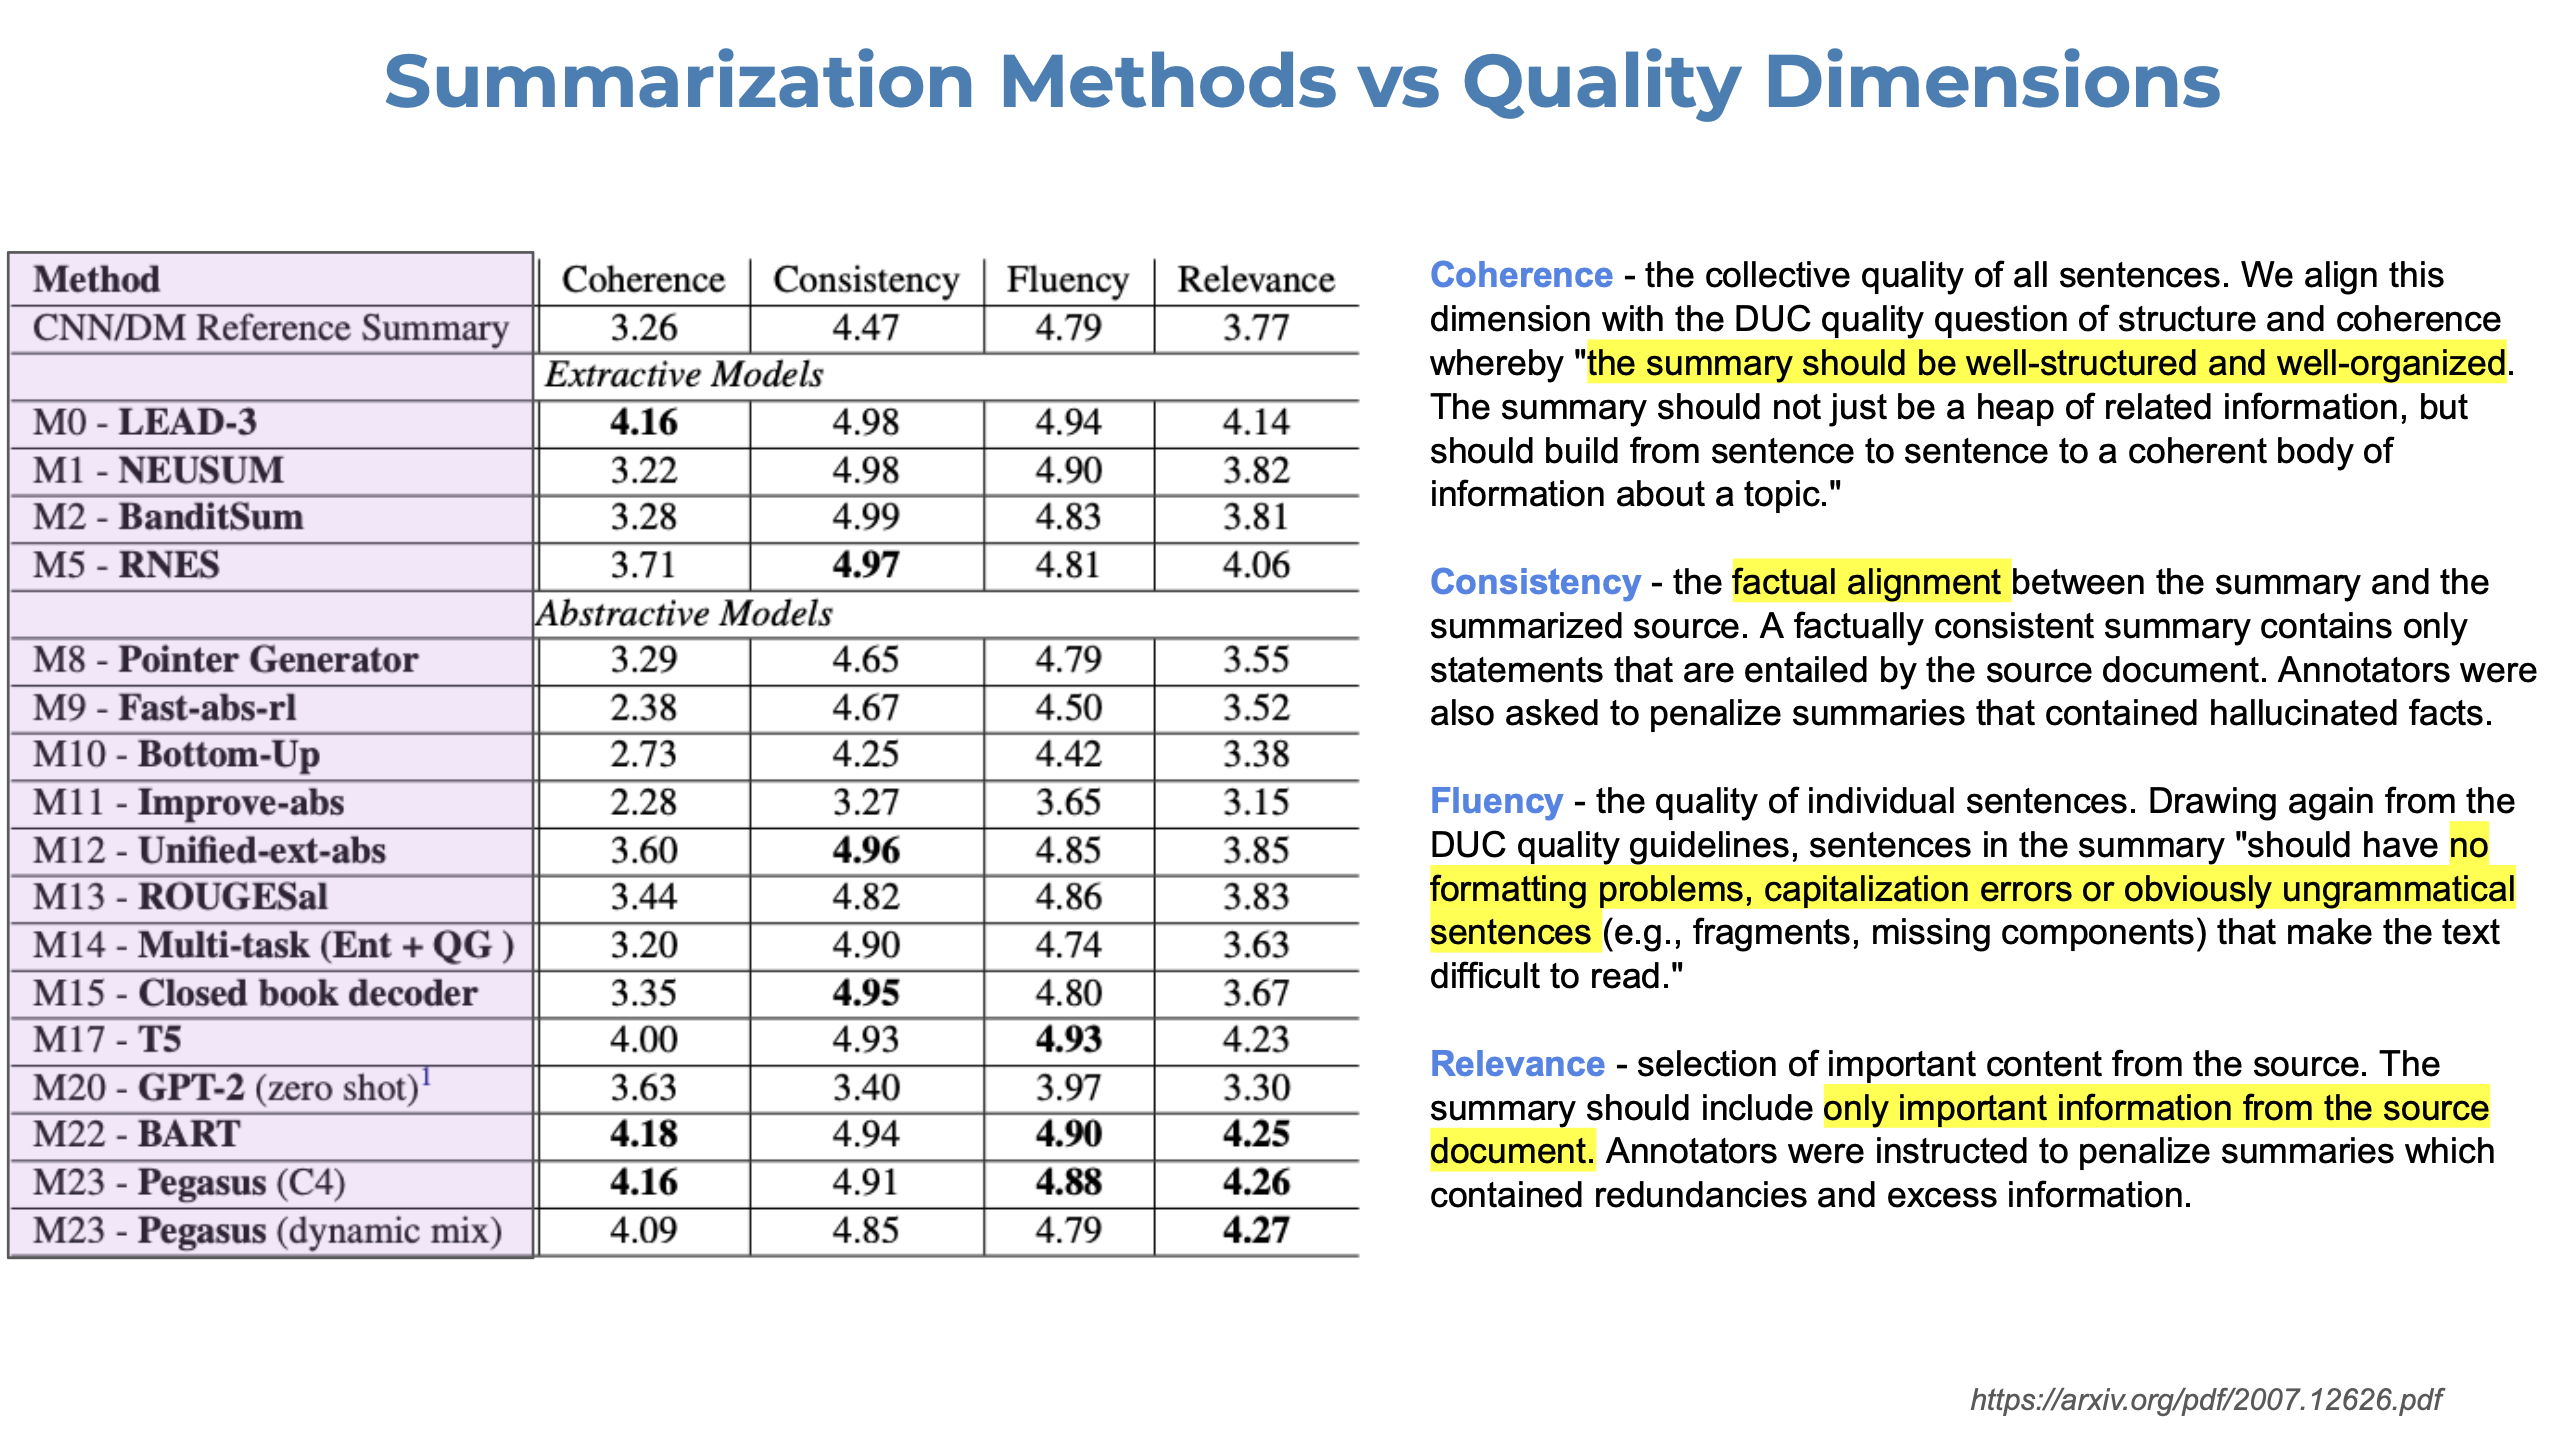 Summarization Methods vs Quality Dimensions
Method Coherence Consistency Fluency Relevance
CNN/DM Reference Summary 3.26 4.47 4.79 3.77
Extractive Models
M0 - LEAD-3 4.16 4.98 4.94 4.14
M1 - NEUSUM 3.22 4.98 4.90 3.82
M2 - BanditSum 3.28 4.99 4.83 3.81
M5 - RNES 3.71 4.97 4.81 4.06
Abstractive Models
M8 - Pointer Generator 3.29 4.65 4.79 3.55
M9 - Fast-abs-rl 2.38 4.67 4.50 3.52
M10 - Bottom-Up 2.73 4.25 4.42 3.38
M11 - Improve-abs 2.28 3.27 3.65 3.15
M12 - Unified-ext-abs 3.60 4.96 4.85 3.85
M13 - ROUGESal 3.44 4.82 4.86 3.83
M14 - Multi-task (Ent + QG ) 3.20 4.90 4.74 3.63
M15 - Closed book decoder 3.35 4.95 4.80 3.67
M17 - T5 4.00 4.93 4.93 4.23
M20 - GPT-2 (zero shot)1 3.63 3.40 3.97 3.30
M22 - BART 4.18 4.94 4.90 4.25
M23 - Pegasus (C4) 4.16 4.91 4.88 4.26
M23 - Pegasus (dynamic mix) 4.09 4.85 4.79 4.27
Coherence - the collective quality of all sentences. We align this
dimension with the DUC quality question of structure and coherence
whereby "the summary should be well-structured and well-organized.
The summary should not just be a heap of related information, but
should build from sentence to sentence to a coherent body of
information about a topic."
Consistency - the factual alignment between the summary and the
summarized source. A factually consistent summary contains only
statements that are entailed by the source document. Annotators were
also asked to penalize summaries that contained hallucinated facts.
Fluency - the quality of individual sentences. Drawing again from the
DUC quality guidelines, sentences in the summary "should have no
formatting problems, capitalization errors or obviously ungrammatical
sentences (e.g., fragments, missing components) that make the text
difficult to read."
Relevance - selection of important content from the source. The
summary should include only important information from the source
document. Annotators were instructed to penalize summaries which
contained redundancies and excess information.
https://arxiv.org/pdf/2007.12626.pdf